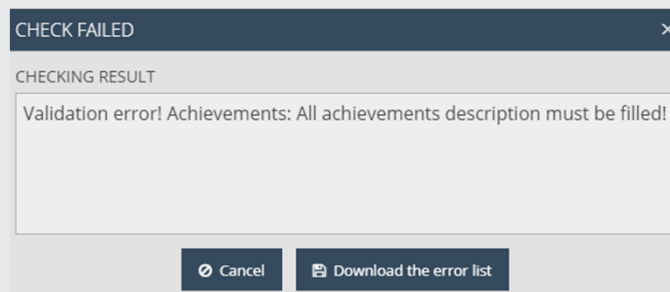 CHECK FAILED
CHECKING RESULT
Validation error! Achievements: All achievements description must be filled!
Cancel
Download the error list